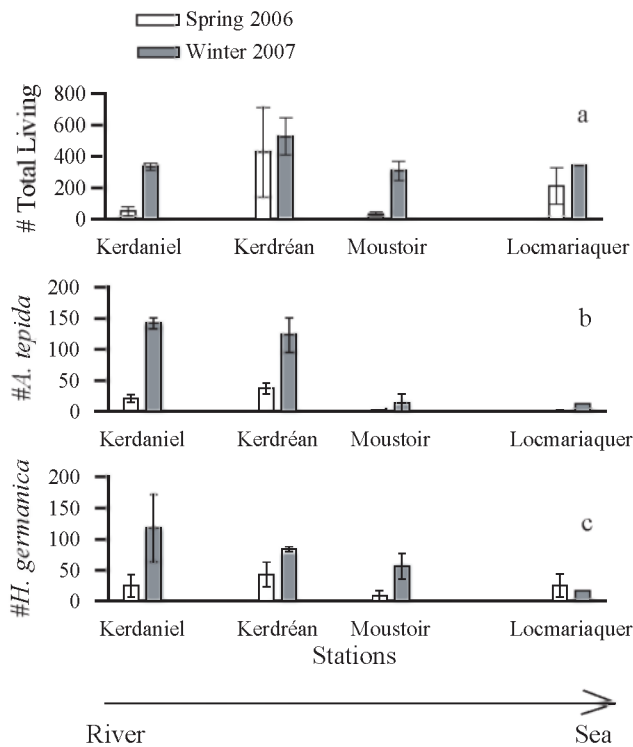 Spring 2006
Winter 2007
# Total Living
800
600
400
200
0
a
Kerdaniel Kerdréan Moustoir Locmariaquer
#A. tepida
200
150
100
50
0
b
Kerdaniel Kerdréan Moustoir Locmariaquer
#H. germanica
200
150
100
50
0
c
Kerdaniel Kerdréan Moustoir Locmariaquer
Stations
River Sea